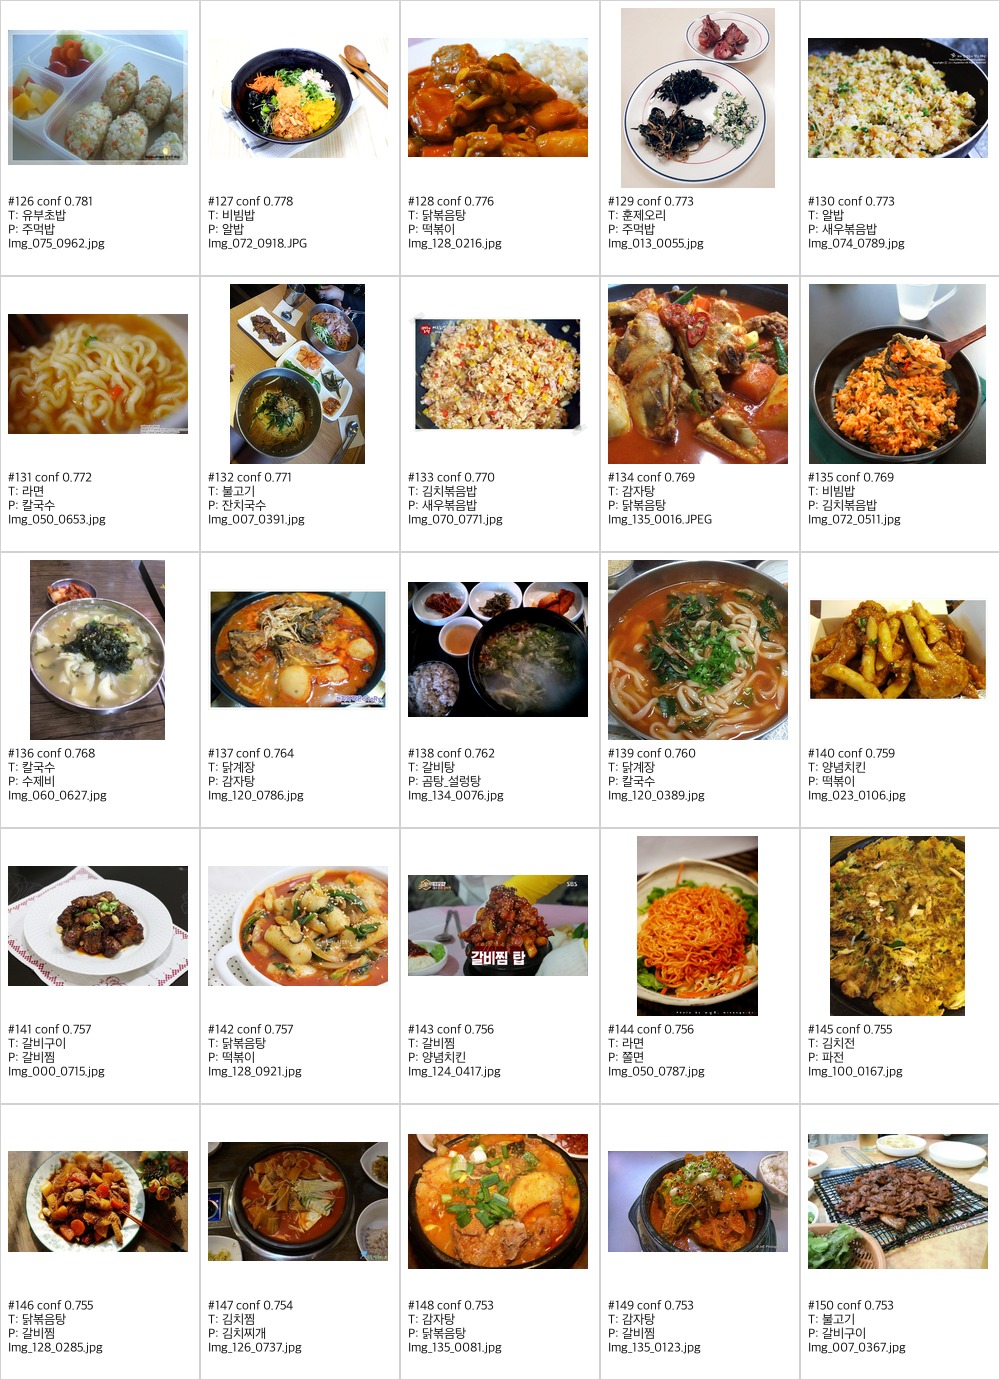 #126 conf 0.781
T: 유부초밥
P: 주먹밥
Img_075_0962.jpg
#127 conf 0.778
T: 비빔밥
P: 알밥
Img_072_0918.JPG
#128 conf 0.776
T: 닭볶음탕
P: 떡볶이
Img_128_0216.jpg
#129 conf 0.773
T: 훈제오리
P: 주먹밥
Img_013_0055.jpg
#130 conf 0.773
T: 알밥
P: 새우볶음밥
Img_074_0789.jpg
#131 conf 0.772
T: 라면
P: 칼국수
Img_050_0653.jpg
#132 conf 0.771
T: 불고기
P: 잔치국수
Img_007_0391.jpg
#133 conf 0.770
T: 김치볶음밥
P: 새우볶음밥
Img_070_0771.jpg
#134 conf 0.769
T: 감자탕
P: 닭볶음탕
Img_135_0016.JPEG
#135 conf 0.769
T: 비빔밥
P: 김치볶음밥
Img_072_0511.jpg
#136 conf 0.768
T: 칼국수
P: 수제비
Img_060_0627.jpg
#137 conf 0.764
T: 닭계장
P: 감자탕
Img_120_0786.jpg
#138 conf 0.762
T: 갈비탕
P: 곰탕_설렁탕
Img_134_0076.jpg
#139 conf 0.760
T: 닭계장
P: 칼국수
Img_120_0389.jpg
#140 conf 0.759
T: 양념치킨
P: 떡볶이
Img_023_0106.jpg
SBS
갈비찜 탑
#141 conf 0.757
T: 갈비구이
P: 갈비찜
Img_000_0715.jpg
#142 conf 0.757
T: 닭볶음탕
P: 떡볶이
Img_128_0921.jpg
#143 conf 0.756
T: 갈비찜
P: 양념치킨
Img_124_0417.jpg
#144 conf 0.756
T: 라면
P: 쫄면
Img_050_0787.jpg
#145 conf 0.755
T: 김치전
P: 파전
Img_100_0167.jpg
#146 conf 0.755
T: 닭볶음탕
P: 갈비찜
Img_128_0285.jpg
#147 conf 0.754
T: 김치찜
P: 김치찌개
Img_126_0737.jpg
#148 conf 0.753
T: 감자탕
P: 닭볶음탕
Img_135_0081.jpg
#149 conf 0.753
T: 감자탕
P: 갈비찜
Img_135_0123.jpg
#150 conf 0.753
T: 불고기
P: 갈비구이
Img_007_0367.jpg